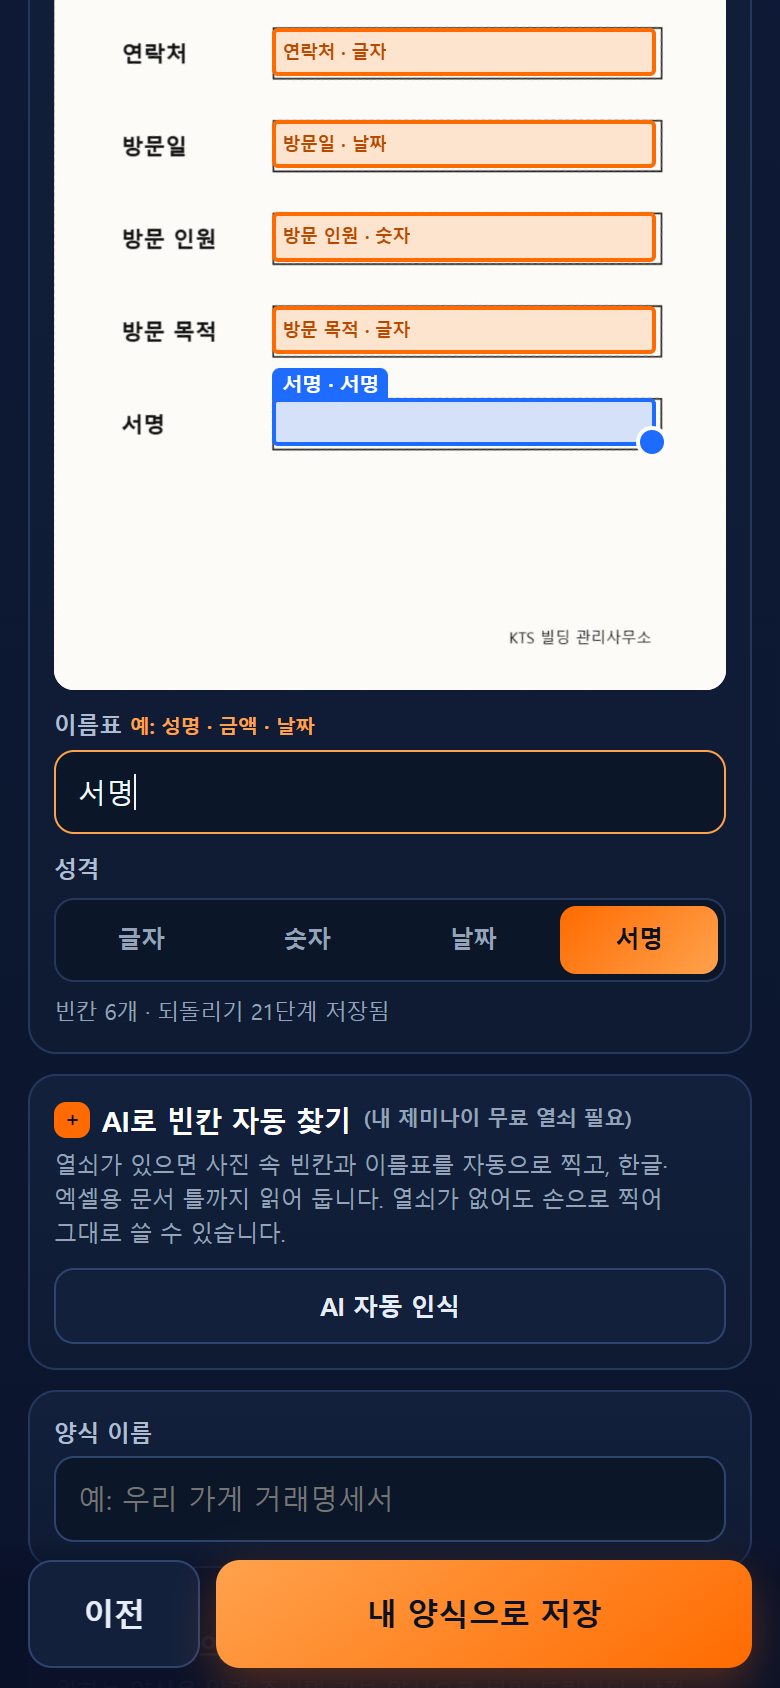 연락처
연락처 · 글자
방문일
방문일 · 날짜
방문 인원
방문 인원 · 숫자
방문 목적
방문 목적 · 글자
서명 · 서명
서명
KTS 빌딩 관리사무소
이름표 예: 성명 · 금액 · 날짜
서명
성격
글자 숫자 날짜 서명
빈칸 6개 · 되돌리기 21단계 저장됨
+ AI로 빈칸 자동 찾기 (내 제미나이 무료 열쇠 필요)
열쇠가 있으면 사진 속 빈칸과 이름표를 자동으로 찍고, 한글·
엑셀용 문서 틀까지 읽어 둡니다. 열쇠가 없어도 손으로 찍어
그대로 쓸 수 있습니다.
AI 자동 인식
양식 이름
예: 우리 가게 거래명세서
이전
내 양식으로 저장